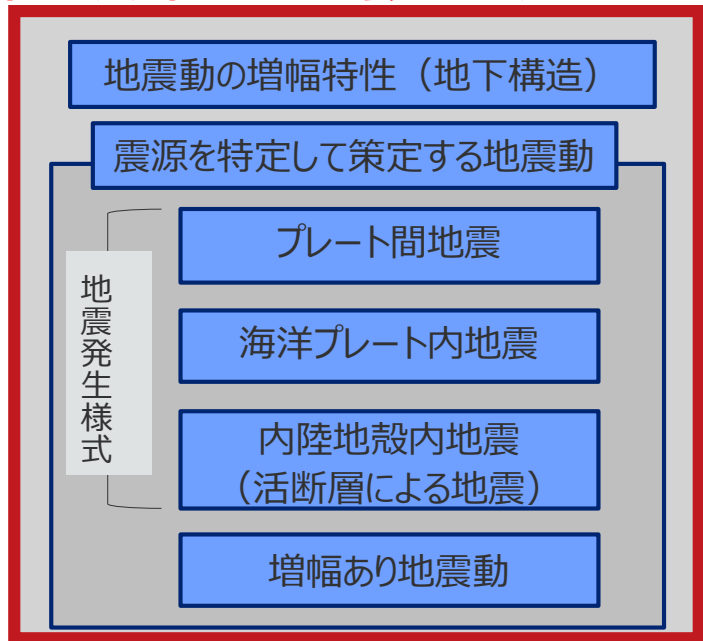 地震動の増幅特性（地下構造）
震源を特定して策定する地震動
地震発生様式
プレート間地震
海洋プレート内地震
内陸地殻内地震
（活断層による地震）
増幅あり地震動